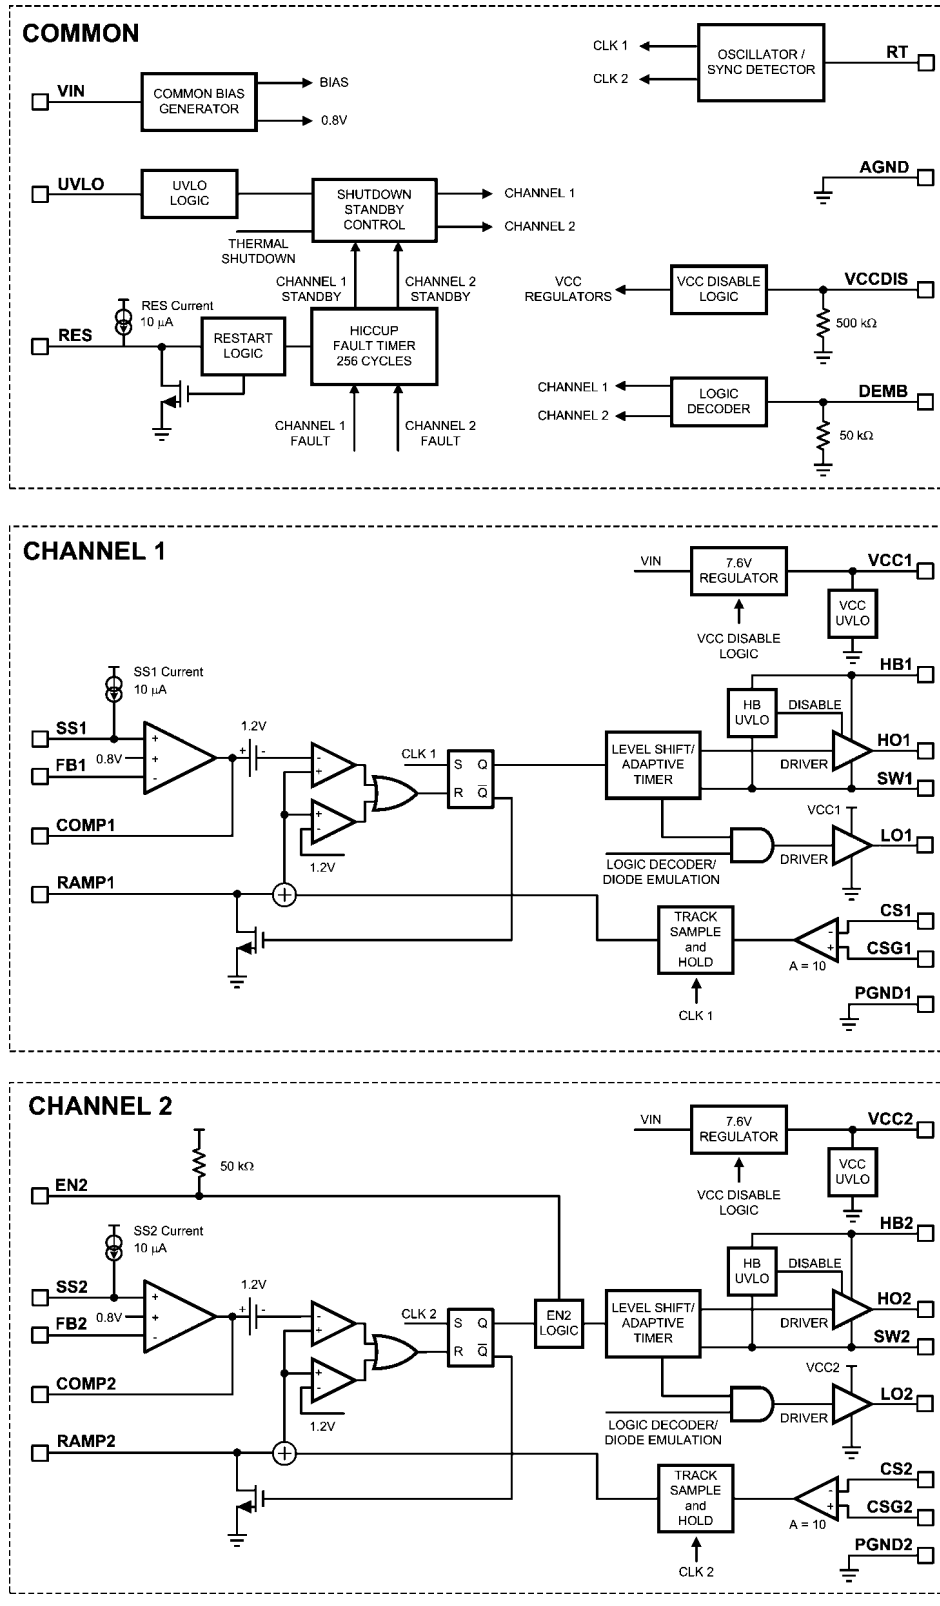 COMMON
CLK 1
CLK 2
OSCILLATOR /
SYNC DETECTOR
RT
VIN
COMMON BIAS
GENERATOR
BIAS
0.8V
UVLO
UVLO
LOGIC
SHUTDOWN
STANDBY
CONTROL
CHANNEL 1
CHANNEL 2
THERMAL
SHUTDOWN
AGND
CHANNEL 1
STANDBY
CHANNEL 2
STANDBY
VCC
REGULATORS
VCC DISABLE
LOGIC
VCCDIS
500 kΩ
RES Current
10 µA
RES
RESTART
LOGIC
HICCUP
FAULT TIMER
256 CYCLES
CHANNEL 1
FAULT
CHANNEL 2
FAULT
CHANNEL 1
CHANNEL 2
LOGIC
DECODER
DEMB
50 kΩ
CHANNEL 1
VIN
7.6V
REGULATOR
VCC DISABLE
LOGIC
VCC1
VCC
UVLO
SS1 Current
10 µA
SS1
0.8V
FB1
+
+
-
1.2V
+
-
-
+
+
-
1.2V
CLK 1
S
Q
R
Q̅
LEVEL SHIFT/
ADAPTIVE
TIMER
HB
UVLO
DISABLE
DRIVER
HB1
HO1
SW1
COMP1
LOGIC DECODER/
DIODE EMULATION
VCC1
DRIVER
LO1
RAMP1
+
TRACK
SAMPLE
and
HOLD
CLK 1
-
+
A = 10
CS1
CSG1
PGND1
CHANNEL 2
VIN
7.6V
REGULATOR
VCC DISABLE
LOGIC
VCC2
VCC
UVLO
50 kΩ
EN2
SS2 Current
10 µA
SS2
0.8V
FB2
+
+
-
1.2V
+
-
-
+
+
-
1.2V
CLK 2
S
Q
R
Q̅
EN2
LOGIC
LEVEL SHIFT/
ADAPTIVE
TIMER
HB
UVLO
DISABLE
DRIVER
HB2
HO2
SW2
COMP2
LOGIC DECODER/
DIODE EMULATION
VCC2
DRIVER
LO2
RAMP2
+
TRACK
SAMPLE
and
HOLD
CLK 2
-
+
A = 10
CS2
CSG2
PGND2